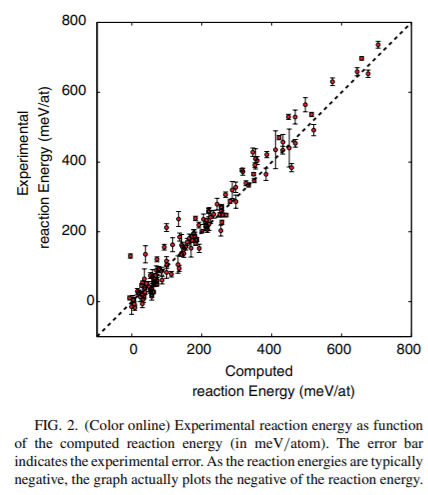 800
600
400
200
0
Experimental
reaction Energy (meV/at)
0 200 400 600 800
Computed
reaction Energy (meV/at)
FIG. 2. (Color online) Experimental reaction energy as function
of the computed reaction energy (in meV/atom). The error bar
indicates the experimental error. As the reaction energies are typically
negative, the graph actually plots the negative of the reaction energy.